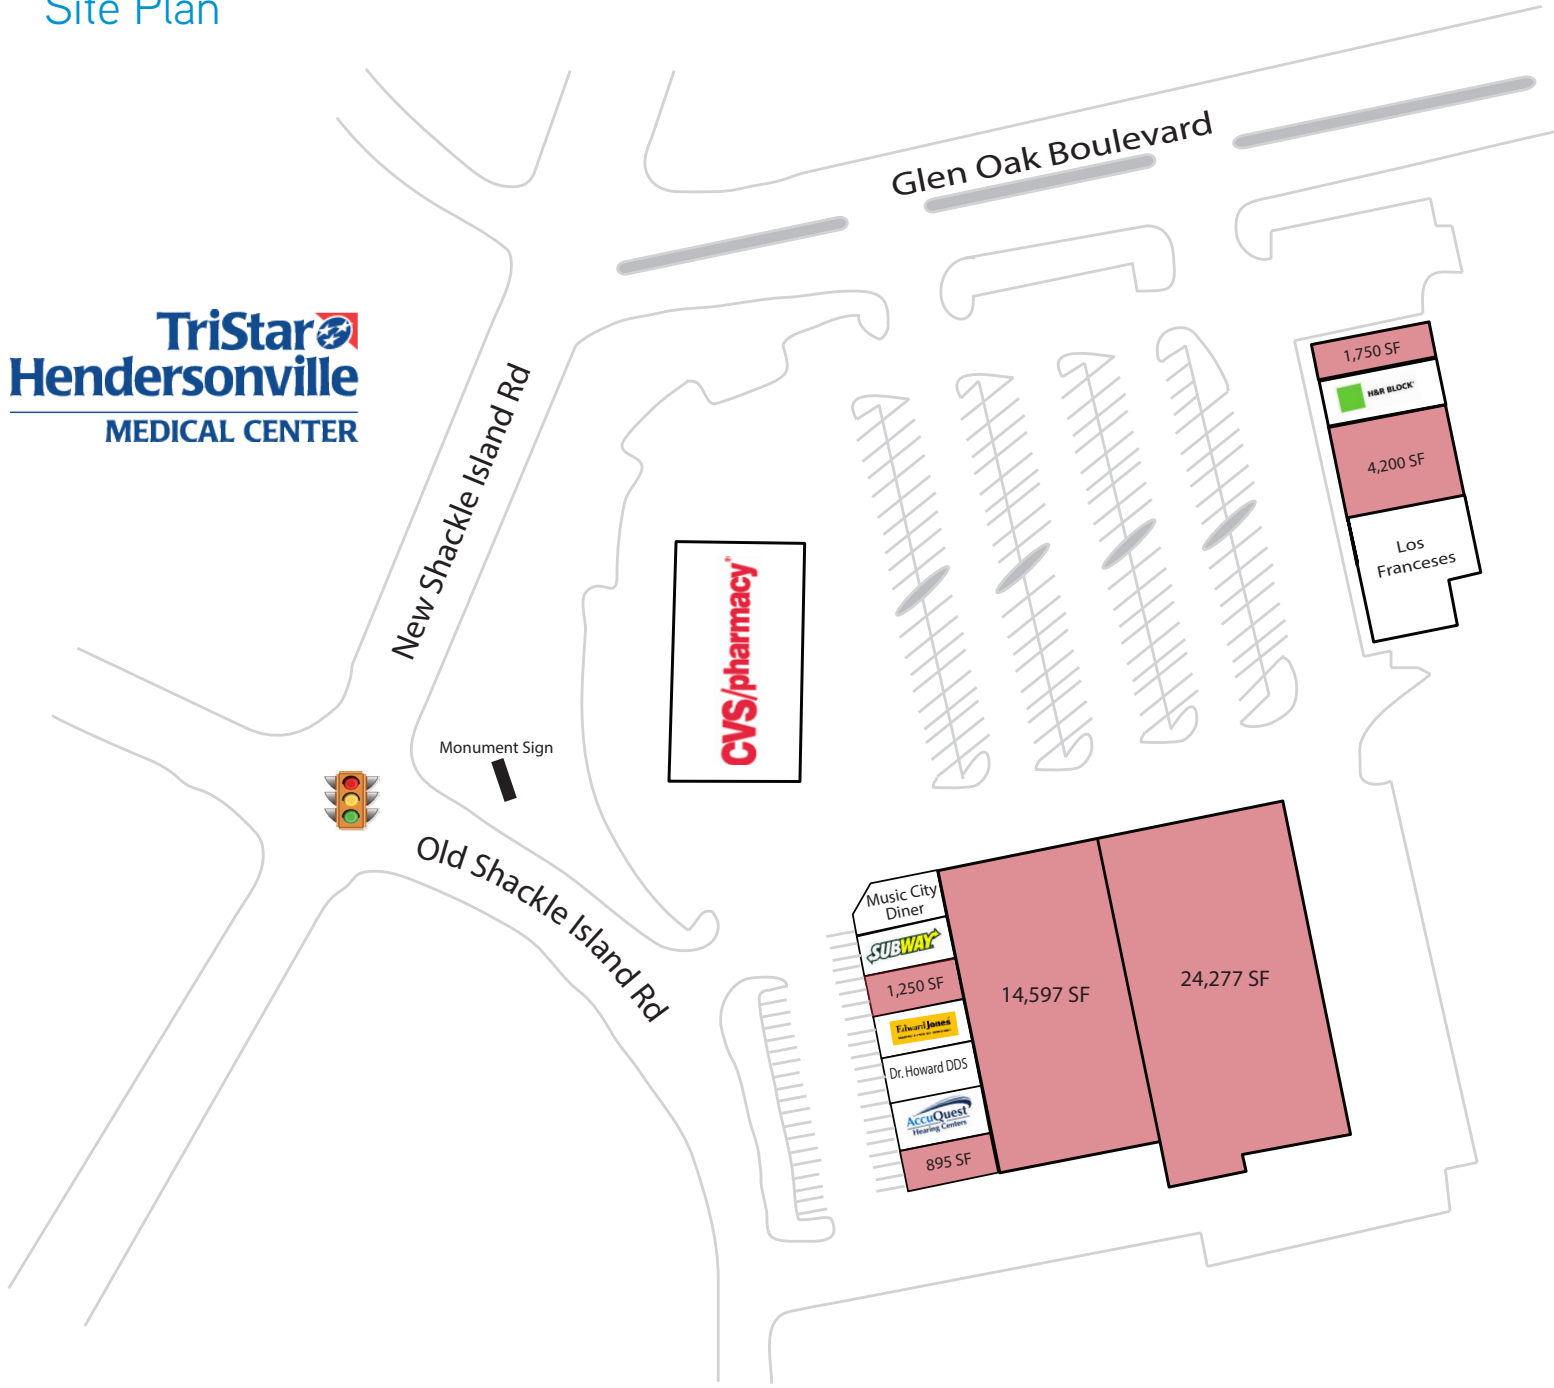 Site Plan
Glen Oak Boulevard
TriStar
Hendersonville
MEDICAL CENTER
New Shackle Island Rd
1,750 SF
H&R BLOCK
4,200 SF
Los
Franceses
CVS/pharmacy
Monument Sign
Old Shackle Island Rd
Music City
Diner
SUBWAY
1,250 SF
Edward Jones
Dr. Howard DDS
AccuQuest
Hearing Centers
895 SF
14,597 SF
24,277 SF